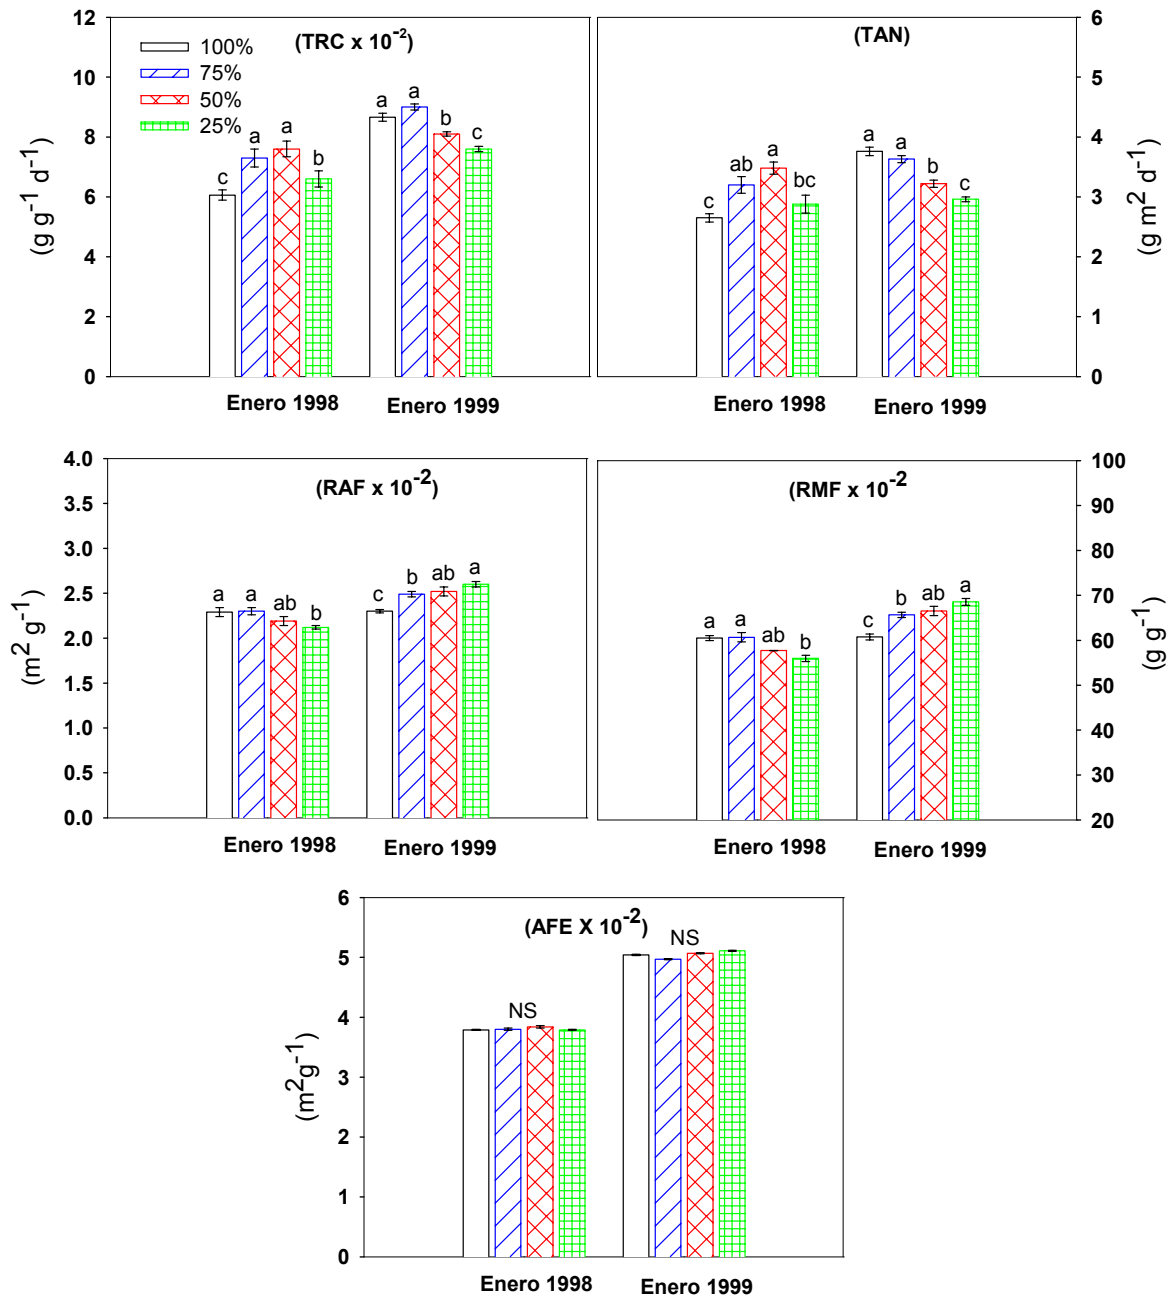 (TRC x 10⁻²)
100%
75%
50%
25%
(g g⁻¹ d⁻¹)
12
10
8
6
4
2
0
c
a
a
b
a
a
b
c
Enero 1998
Enero 1999
(TAN)
6
5
4
3
2
1
0
(g m² d⁻¹)
c
ab
a
bc
a
a
b
c
Enero 1998
Enero 1999
(RAF x 10⁻²)
(m² g⁻¹)
4.0
3.5
3.0
2.5
2.0
1.5
1.0
0.5
0.0
a
a
ab
b
c
b
ab
a
Enero 1998
Enero 1999
(RMF x 10⁻²
100
90
80
70
60
50
40
30
20
(g g⁻¹)
a
a
ab
b
c
b
ab
a
Enero 1998
Enero 1999
(AFE X 10⁻²)
(m²g⁻¹)
6
5
4
3
2
1
0
NS
NS
Enero 1998
Enero 1999